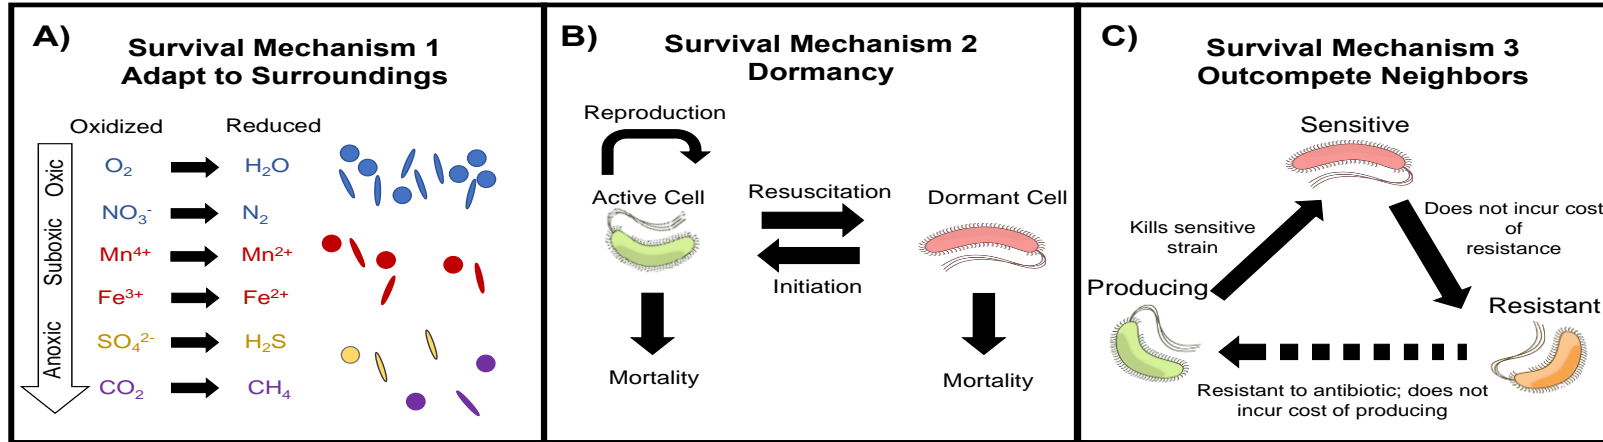 A)
Survival Mechanism 1
Adapt to Surroundings
Oxidized
Reduced
Oxic
Suboxic
Anoxic
O₂
H₂O
NO₃⁻
N₂
Mn⁴⁺
Mn²⁺
Fe³⁺
Fe²⁺
SO₄²⁻
H₂S
CO₂
CH₄
B)
Survival Mechanism 2
Dormancy
Reproduction
Active Cell
Resuscitation
Dormant Cell
Initiation
Mortality
Mortality
C)
Survival Mechanism 3
Outcompete Neighbors
Sensitive
Kills sensitive
strain
Does not incur cost
of
resistance
Producing
Resistant
Resistant to antibiotic; does not
incur cost of producing